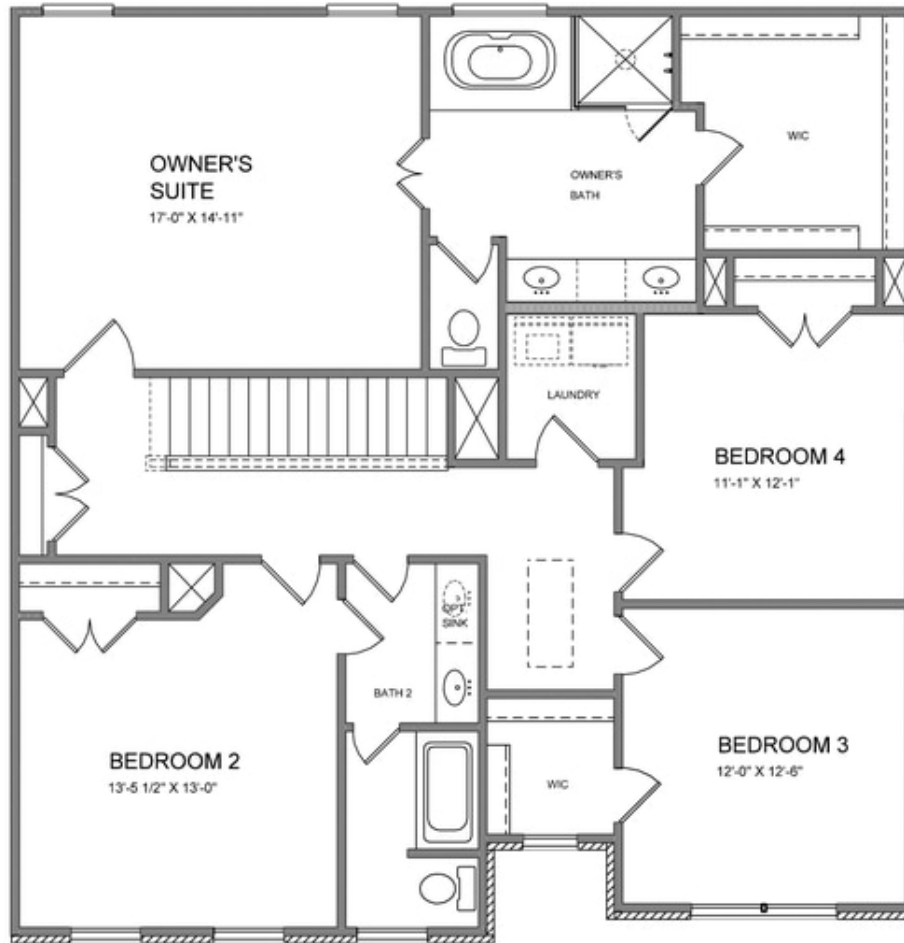 OWNER'S
SUITE
17'-0" X 14'-11"
OWNER'S
BATH
WIC
LAUNDRY
BEDROOM 4
11'-1" X 12'-1"
OPT
SINK
BATH 2
BEDROOM 2
13'-5 1/2" X 13'-0"
WIC
BEDROOM 3
12'-0" X 12'-6"